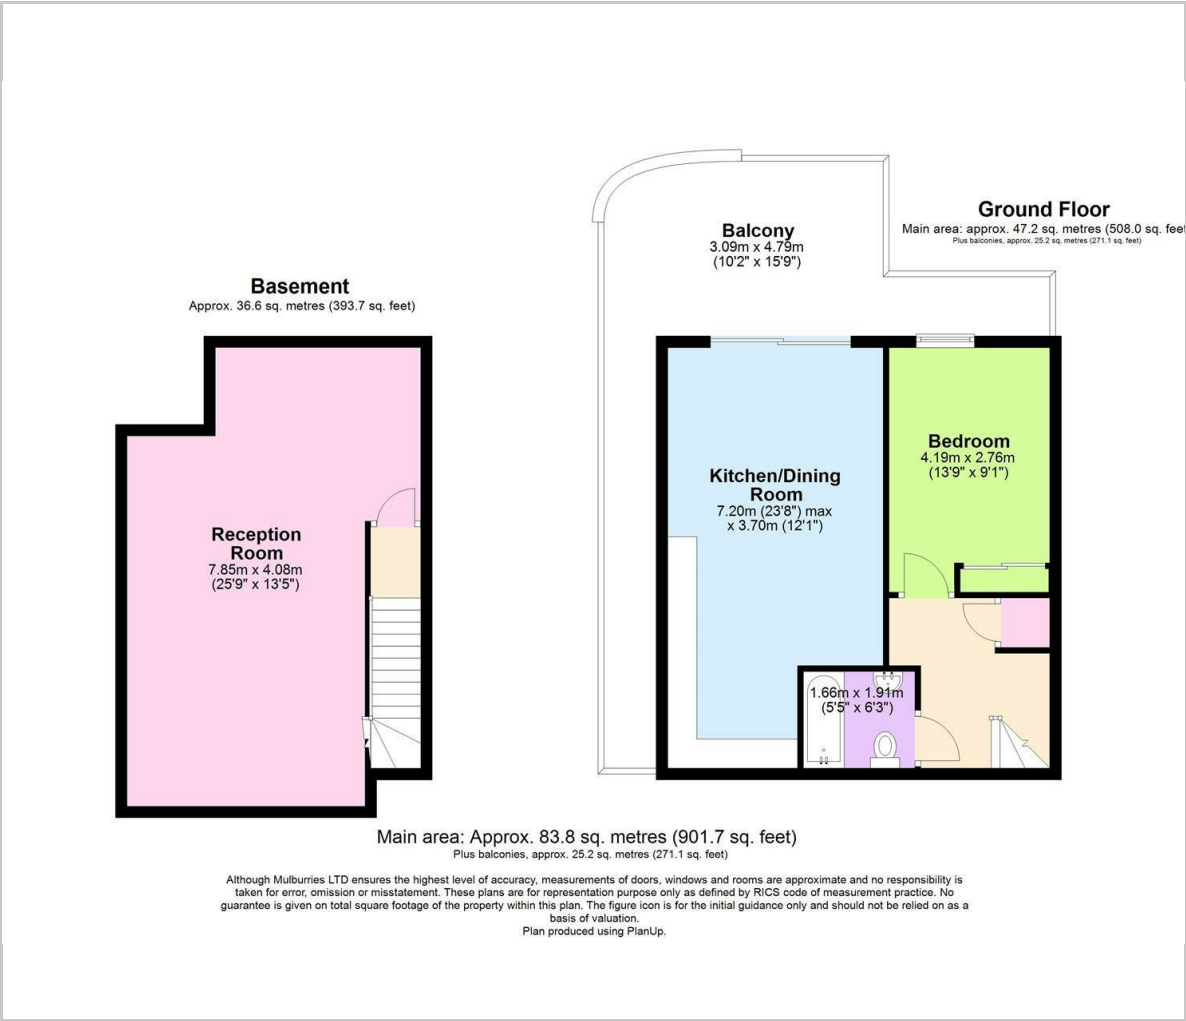 Ground Floor
Main area: approx. 47.2 sq. metres (508.0 sq. feet
Plus balconies, approx. 25.2 sq. metres (271.1 sq. feet)
Balcony
3.09m x 4.79m
(10'2" x 15'9")
Basement
Approx. 36.6 sq. metres (393.7 sq. feet)
Bedroom
4.19m x 2.76m
(13'9" x 9'1")
Kitchen/Dining
Room
7.20m (23'8") max
x 3.70m (12'1")
Reception
Room
7.85m x 4.08m
(25'9" x 13'5")
1.66m x 1.91m
(5'5" x 6'3")
Main area: Approx. 83.8 sq. metres (901.7 sq. feet)
Plus balconies, approx. 25.2 sq. metres (271.1 sq. feet)
Although Mulburries LTD ensures the highest level of accuracy, measurements of doors, windows and rooms are approximate and no responsibility is
taken for error, omission or misstatement. These plans are for representation purpose only as defined by RICS code of measurement practice. No
guarantee is given on total square footage of the property within this plan. The figure icon is for the initial guidance only and should not be relied on as a
basis of valuation.
Plan produced using PlanUp.